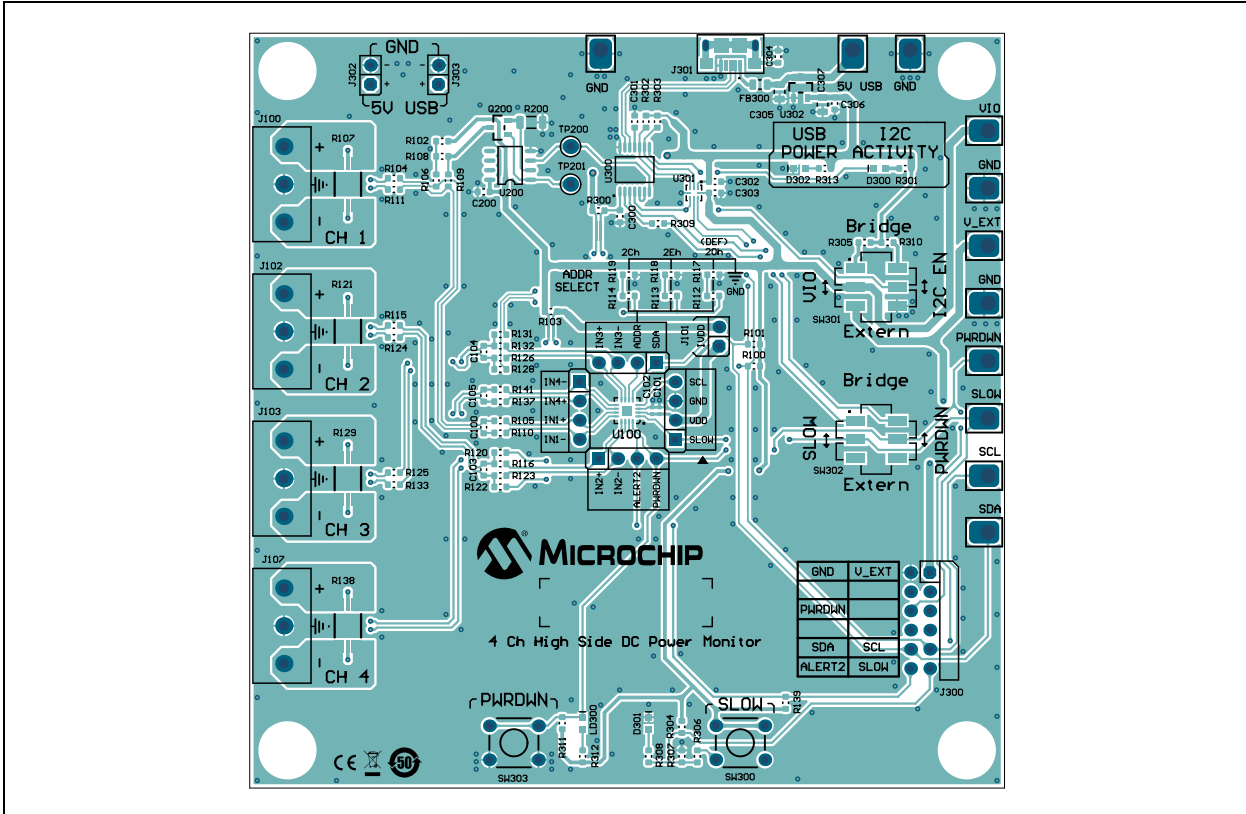 GND
J302
J303
- -
+ +
5V USB
GND
J301
C304
5V USB
GND
C307
FB300
C305
U302
C306
VIO
J100
R107
+
-
CH 1
R104
R111
R102
R108
R106
R109
Q200
R200
U200
C200
TP200
TP201
C301
R302
R303
U300
R300
C300
U301
C302
C303
R309
USB I2C
POWER ACTIVITY
D302
R313
D300
R301
GND
V_EXT
GND
PWRDWN
SLOW
SCL
SDA
Bridge
R305
R310
VIO
I2C EN
SW301
Extern
Bridge
SLOW
PWRDWN
SW302
Extern
(DEF)
2Ch 2Eh 20h
ADDR
SELECT
R119
R118
R117
R114
R113
R112
GND
J102
R121
+
-
CH 2
R115
R124
R103
R131
R132
R126
R128
C104
IN3+
IN3-
ADDR
SDA
J101
IVDD
R101
R100
IN4-
IN4+
IN1+
IN1-
C102
C101
U100
SCL
GND
VDD
SLOW
C105
R141
R137
C100
R105
R110
R120
R116
C103
R123
R122
IN2+
IN2-
ALERT2
PWRDWN
J103
R129
+
-
CH 3
R125
R133
J107
R138
+
-
CH 4
MICROCHIP
4 Ch High Side DC Power Monitor
GND V_EXT
PWRDWN
SDA SCL
ALERT2 SLOW
J300
PWRDWN
SW303
R311
LD300
R312
D301
R308
R304
R307
R306
SLOW
SW300
R139
CE
50